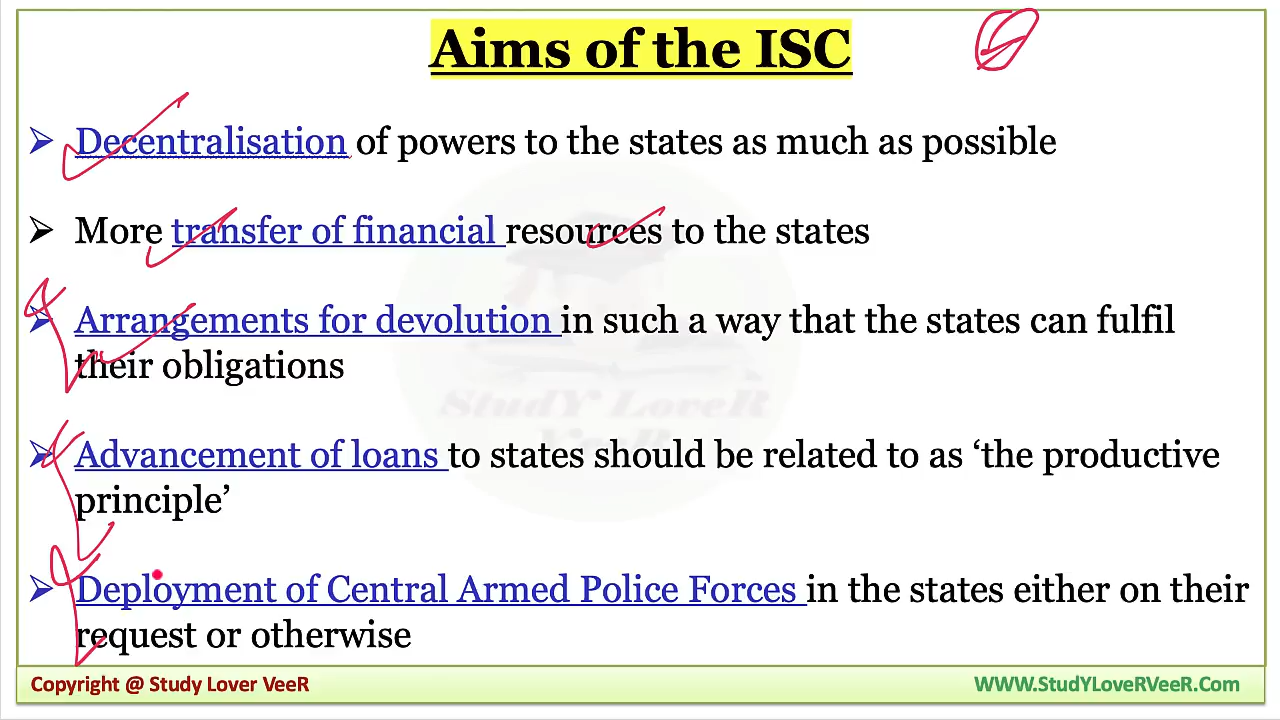 Aims of the ISC
Decentralisation of powers to the states as much as possible
More transfer of financial resources to the states
Arrangements for devolution in such a way that the states can fulfil
their obligations
Advancement of loans to states should be related to as ‘the productive
principle’
Deployment of Central Armed Police Forces in the states either on their
request or otherwise
StudY LoveR
VeeR
Copyright @ Study Lover VeeR
WWW.StudYLoveRVeeR.Com